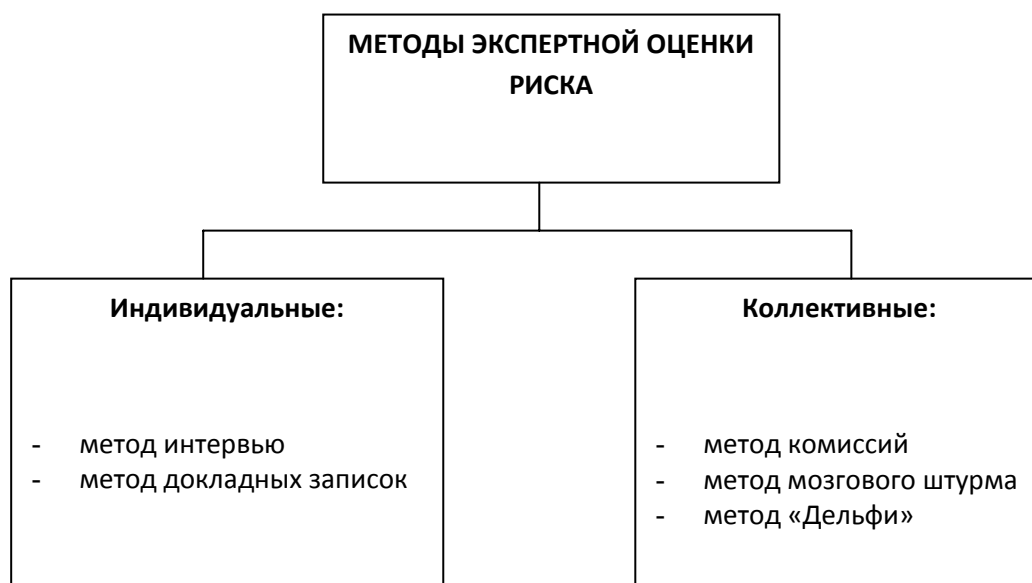 МЕТОДЫ ЭКСПЕРТНОЙ ОЦЕНКИ
РИСКА
Индивидуальные:
- метод интервью
- метод докладных записок
Коллективные:
- метод комиссий
- метод мозгового штурма
- метод «Дельфи»